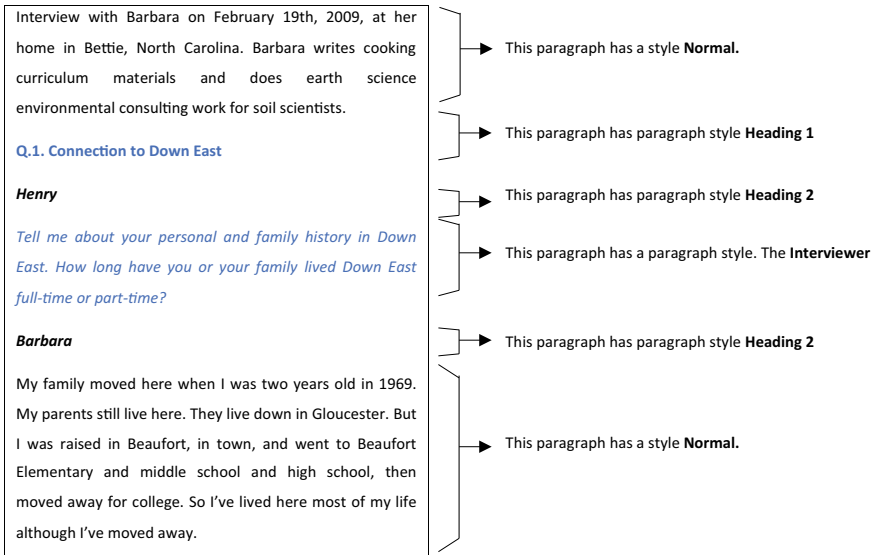 Interview with Barbara on February 19th, 2009, at her
home in Bettie, North Carolina. Barbara writes cooking
curriculum materials and does earth science
environmental consulting work for soil scientists.
This paragraph has a style Normal.
Q.1. Connection to Down East
This paragraph has paragraph style Heading 1
Henry
This paragraph has paragraph style Heading 2
Tell me about your personal and family history in Down
East. How long have you or your family lived Down East
full-time or part-time?
This paragraph has a paragraph style. The Interviewer
Barbara
This paragraph has paragraph style Heading 2
My family moved here when I was two years old in 1969.
My parents still live here. They live down in Gloucester. But
I was raised in Beaufort, in town, and went to Beaufort
Elementary and middle school and high school, then
moved away for college. So I've lived here most of my life
although I've moved away.
This paragraph has a style Normal.